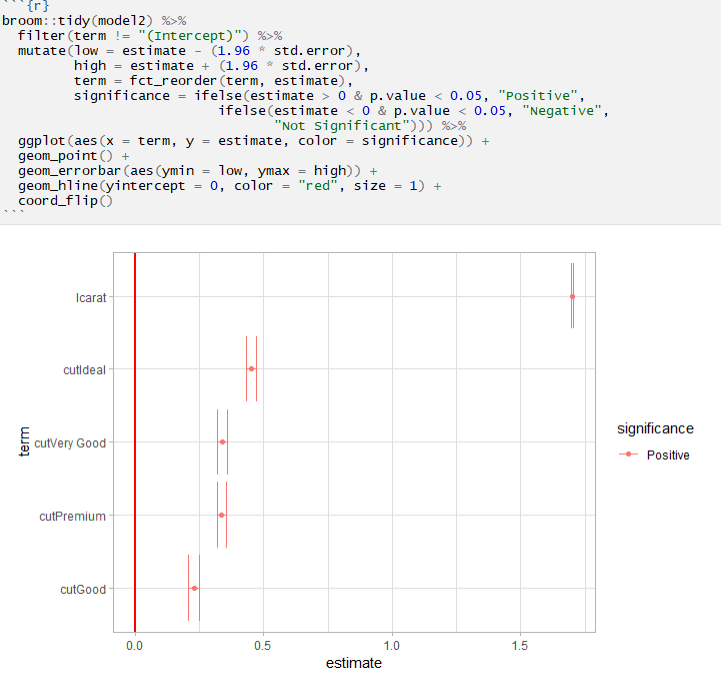 ```{r}
broom::tidy(model2) %>%
  filter(term != "(Intercept)") %>%
  mutate(low = estimate - (1.96 * std.error),
         high = estimate + (1.96 * std.error),
         term = fct_reorder(term, estimate),
         significance = ifelse(estimate > 0 & p.value < 0.05, "Positive",
                           ifelse(estimate < 0 & p.value < 0.05, "Negative",
                                  "Not Significant"))) %>%
  ggplot(aes(x = term, y = estimate, color = significance)) +
  geom_point() +
  geom_errorbar(aes(ymin = low, ymax = high)) +
  geom_hline(yintercept = 0, color = "red", size = 1) +
  coord_flip()
```
lcarat
cutIdeal
cutVery Good
cutPremium
cutGood
term
0.0 0.5 1.0 1.5
estimate
significance
Positive